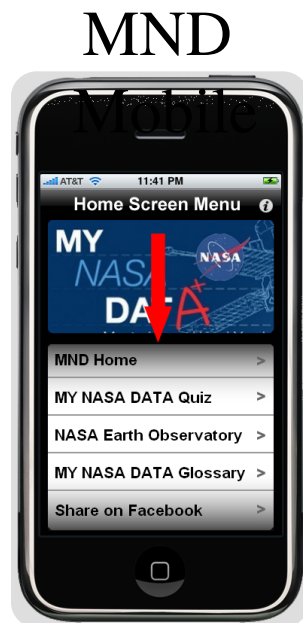 MND
Mobile
AT&T 11:41 PM
Home Screen Menu
MY
NASA
NASA
DATA
MND Home >
MY NASA DATA Quiz >
NASA Earth Observatory >
MY NASA DATA Glossary >
Share on Facebook >